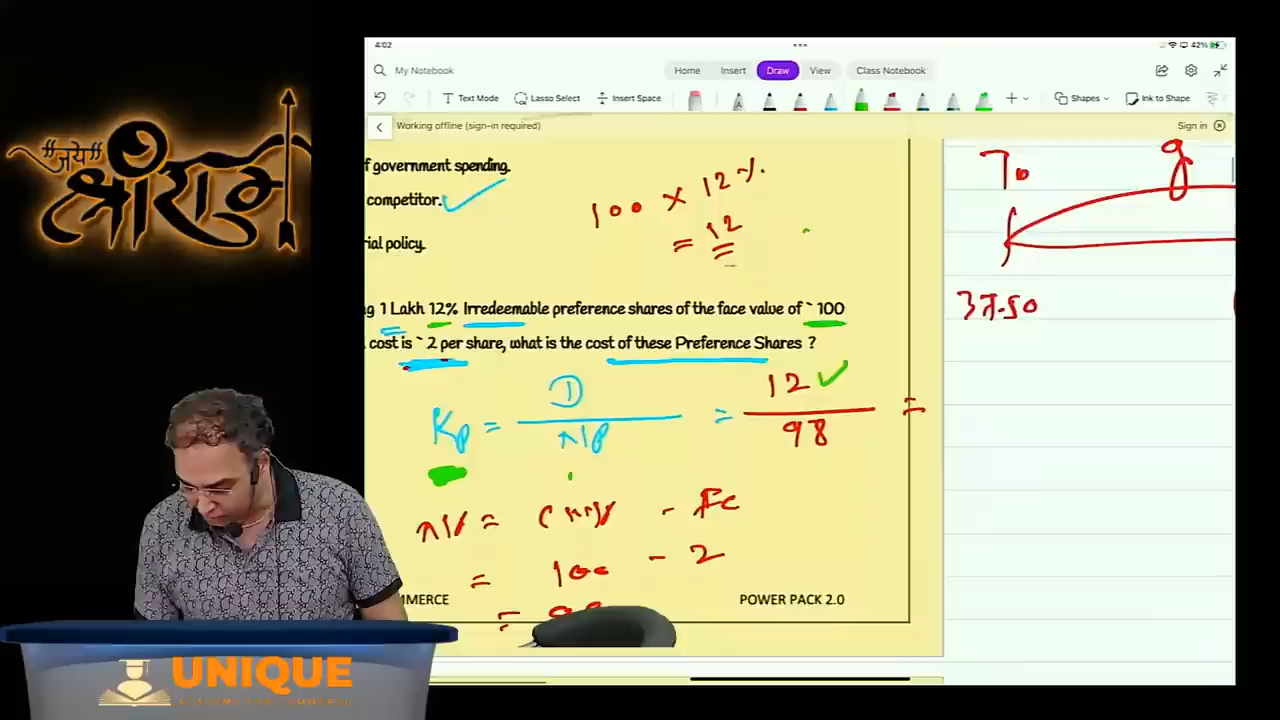 "जय"
श्रीराम
4:02
42%
My Notebook
Home Insert Draw View Class Notebook
Text Mode Lasso Select Insert Space Shapes Ink to Shape
Working offline (sign-in required) Sign in
f government spending.
competitor.
rial policy.
100 × 12%
= 12
g 1 Lakh 12% Irredeemable preference shares of the face value of ` 100
cost is ` 2 per share, what is the cost of these Preference Shares ?
Kp = D = 12 =
NP 98
- Fc
= 100 - 2
=
MMERCE POWER PACK 2.0
To g
37.50
UNIQUE